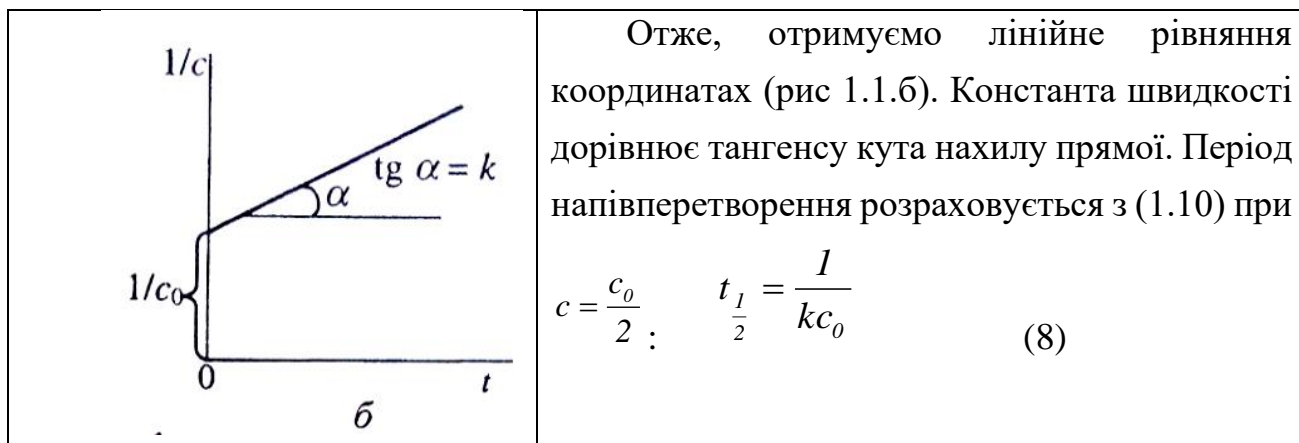 1/c
tg α = k
α
1/c₀
0
t
б
Отже, отримуємо лінійне рівняння
координатах (рис 1.1.б). Константа швидкості
дорівнює тангенсу кута нахилу прямої. Період
напівперетворення розраховується з (1.10) при
c = c₀/2 : t₁/₂ = 1/kc₀ (8)